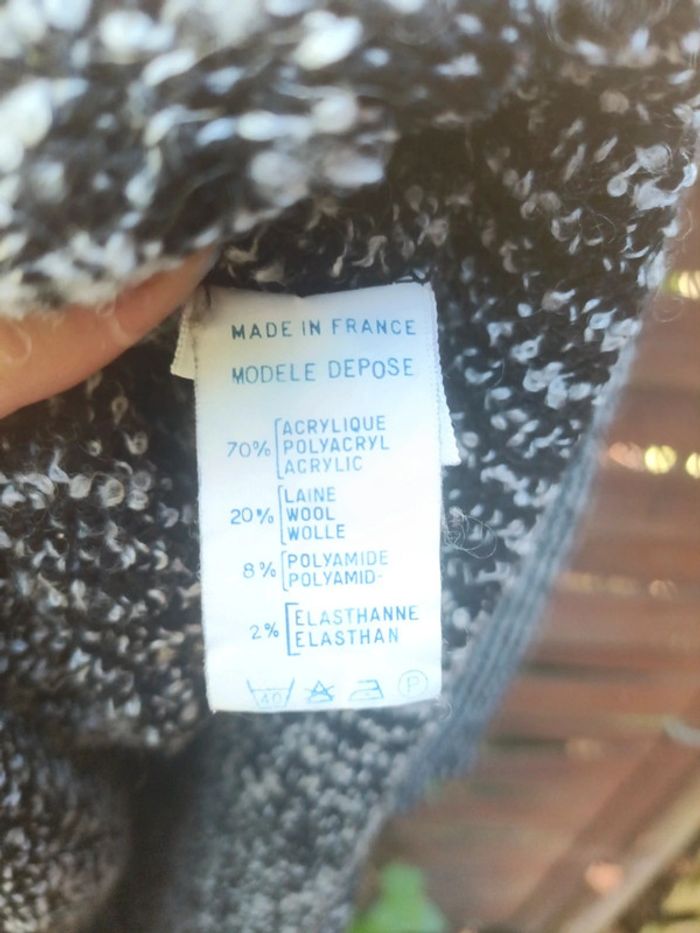 MADE IN FRANCE
MODELE DEPOSE
70% ACRYLIQUE
POLYACRYL
ACRYLIC
20% LAINE
WOOL
WOLLE
8% POLYAMIDE
POLYAMID-
2% ELASTHANNE
ELASTHAN
40 P